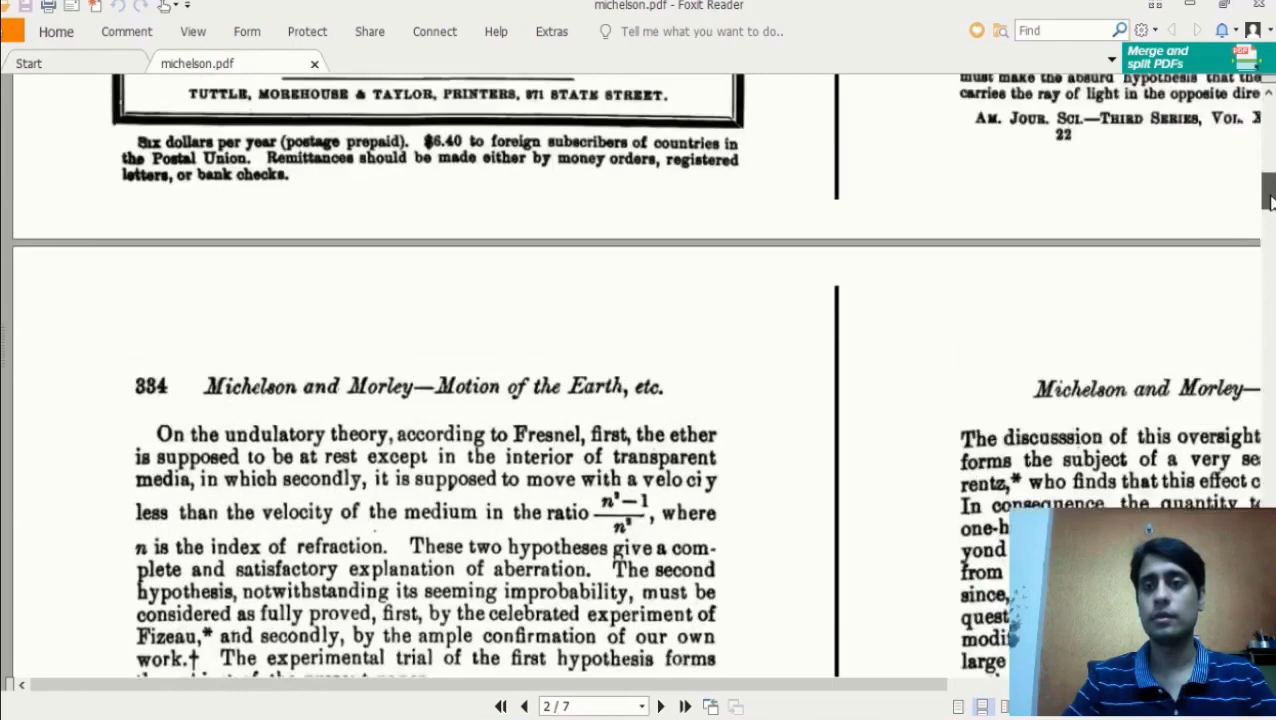 michelson.pdf - Foxit Reader
Home Comment View Form Protect Share Connect Help Extras Tell me what you want to do.. Find
Start michelson.pdf
Merge and
split PDFs
TUTTLE, MOREHOUSE & TAYLOR, PRINTERS, 371 STATE STREET.
Six dollars per year (postage prepaid). $6.40 to foreign subscribers of countries in
the Postal Union. Remittances should be made either by money orders, registered
letters, or bank checks.
must make the absurd hypothesis that the
carries the ray of light in the opposite dire
AM. JOUR. SCI.—THIRD SERIES, VOL. X
22
334 Michelson and Morley—Motion of the Earth, etc.
On the undulatory theory, according to Fresnel, first, the ether
is supposed to be at rest except in the interior of transparent
media, in which secondly, it is supposed to move with a velo ci y
less than the velocity of the medium in the ratio n²−1/n², where
n is the index of refraction. These two hypotheses give a com-
plete and satisfactory explanation of aberration. The second
hypothesis, notwithstanding its seeming improbability, must be
considered as fully proved, first, by the celebrated experiment of
Fizeau,* and secondly, by the ample confirmation of our own
work.† The experimental trial of the first hypothesis forms
Michelson and Morley—
The discusssion of this oversight
forms the subject of a very se
rentz,* who finds that this effect c
In consequence the quantity to
one-h
yond
from
since,
quest
modif
large
2 / 7